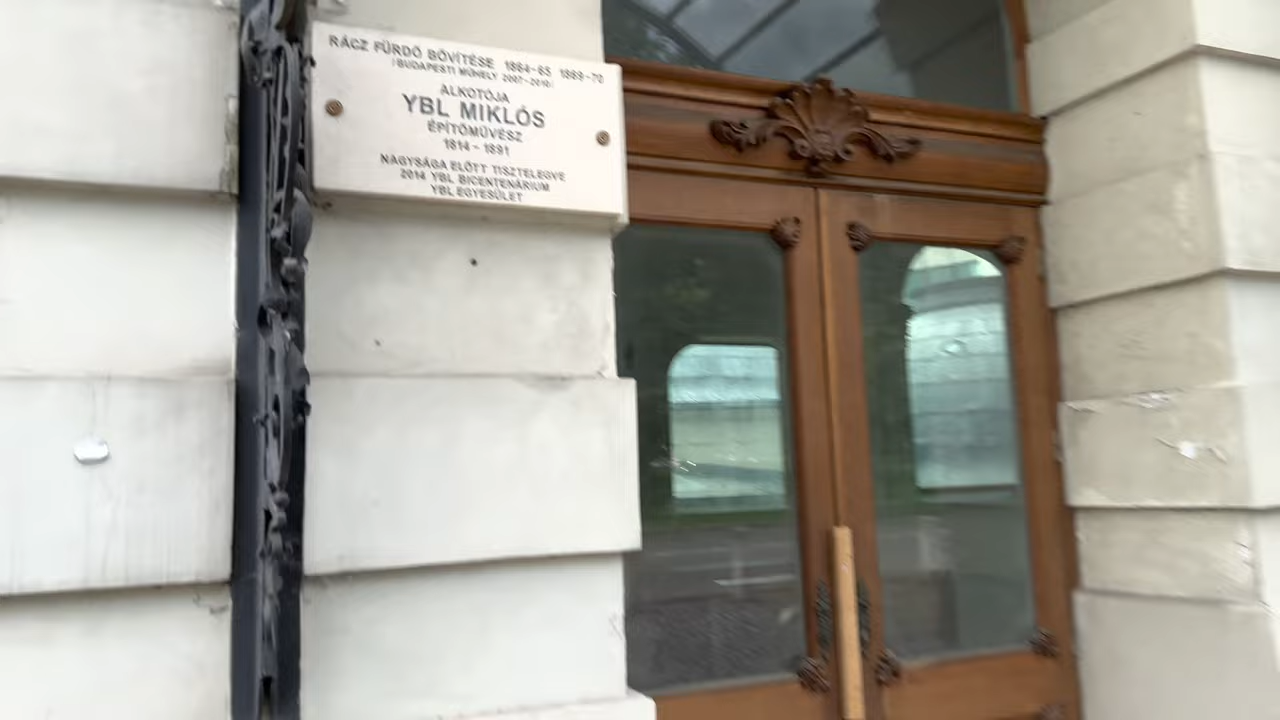 RÁCZ FÜRDŐ BŐVÍTÉSE 1864-65 1869-70
(BUDAPESTI MŰHELY 2007-2010)
ALKOTÓJA
YBL MIKLÓS
ÉPÍTŐMŰVÉSZ
1814 - 1891
NAGYSÁGA ELŐTT TISZTELEGVE
2014 YBL BICENTENÁRIUM
YBL EGYESÜLET